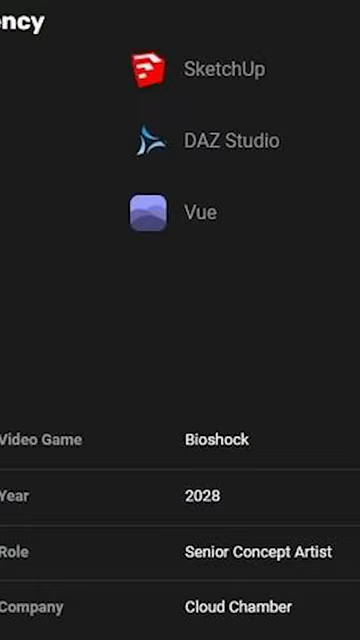 ency
SketchUp
DAZ Studio
Vue
Video Game Bioshock
Year 2028
Role Senior Concept Artist
Company Cloud Chamber